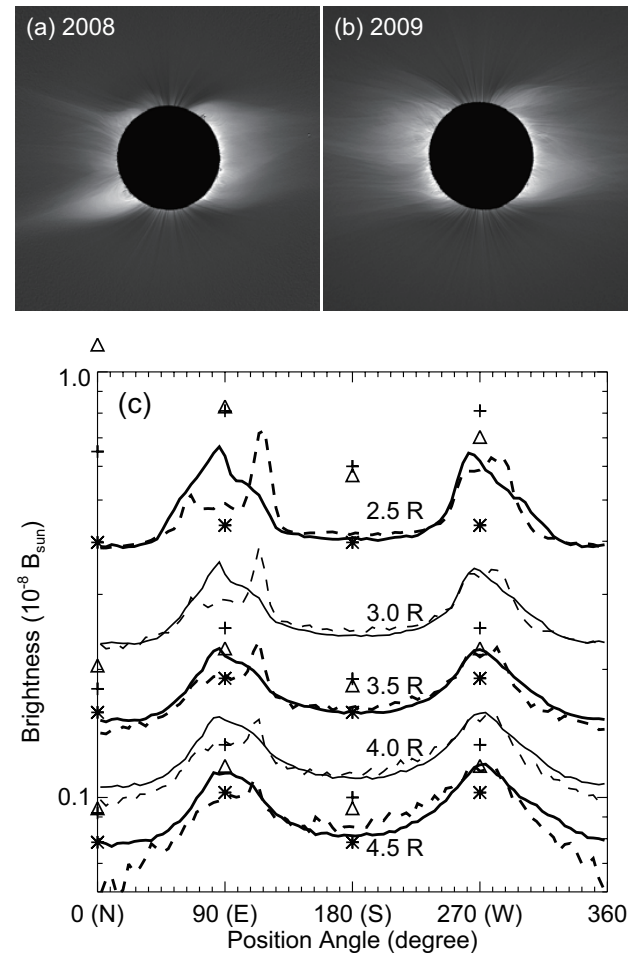 (a) 2008
(b) 2009
(c)
1.0
2.5 R
3.0 R
3.5 R
4.0 R
0.1
4.5 R
Brightness (10⁻⁸ B_sun)
0 (N) 90 (E) 180 (S) 270 (W) 360
Position Angle (degree)